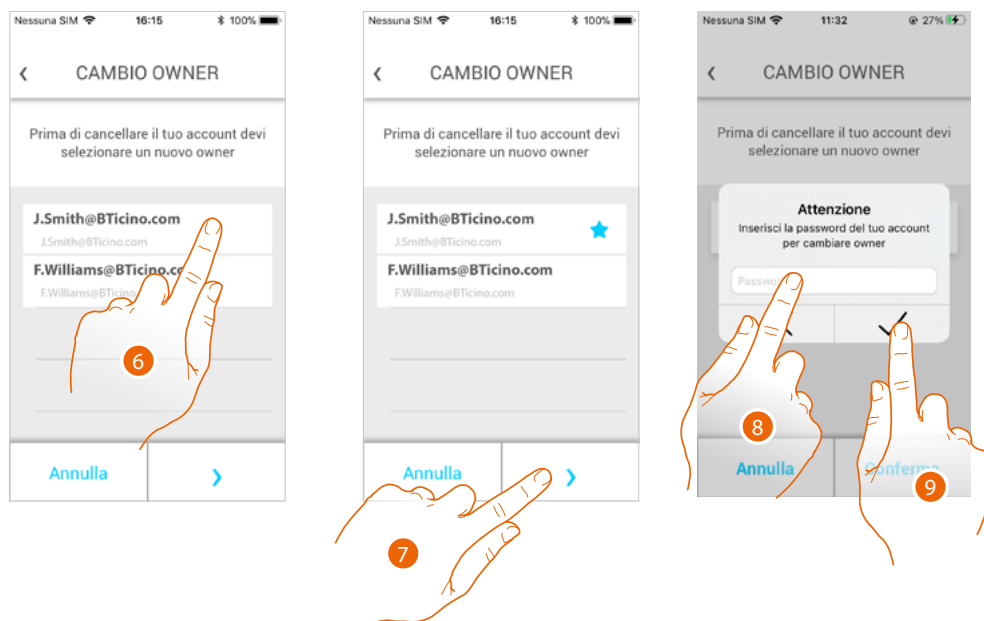 Nessuna SIM 16:15 100%
CAMBIO OWNER
Prima di cancellare il tuo account devi
selezionare un nuovo owner
J.Smith@BTicino.com
J.Smith@BTicino.com
F.Williams@BTicino.co
F.Williams@BTicino
6
Annulla
Nessuna SIM 16:15 100%
CAMBIO OWNER
Prima di cancellare il tuo account devi
selezionare un nuovo owner
J.Smith@BTicino.com
J.Smith@BTicino.com
F.Williams@BTicino.com
F.Williams@BTicino.com
Annulla
7
Nessuna SIM 11:32 27%
CAMBIO OWNER
Prima di cancellare il tuo account devi
selezionare un nuovo owner
Attenzione
Inserisci la password del tuo account
per cambiare owner
Passwo
8
Annulla Conferma
9